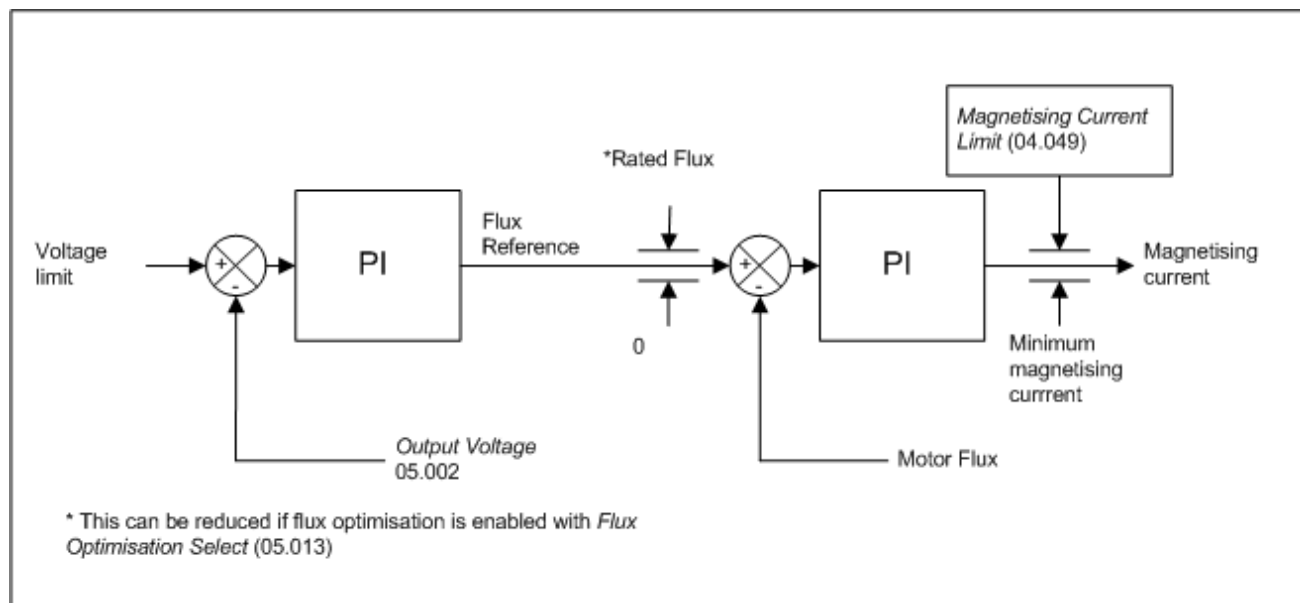 Magnetising Current
Limit (04.049)
*Rated Flux
Flux
Reference
Voltage
limit
+
-
PI
+
-
PI
Magnetising
current
0
Minimum
magnetising
currrent
Output Voltage
05.002
Motor Flux
* This can be reduced if flux optimisation is enabled with Flux
Optimisation Select (05.013)